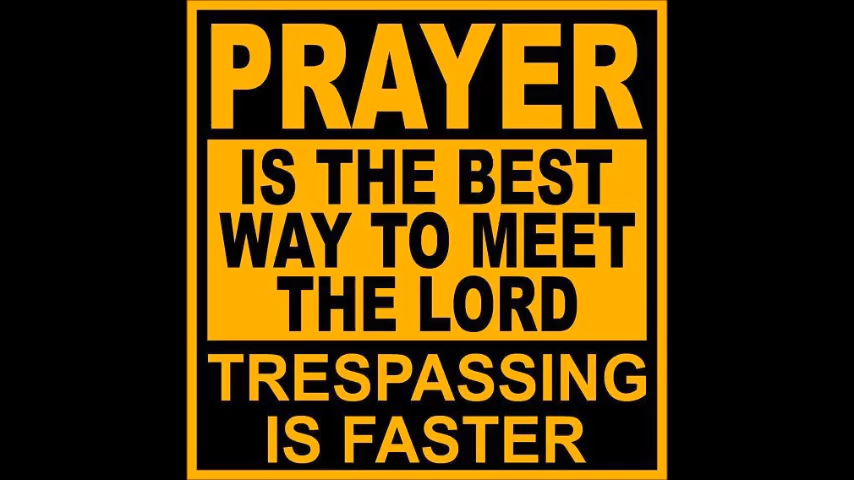 PRAYER
IS THE BEST
WAY TO MEET
THE LORD
TRESPASSING
IS FASTER